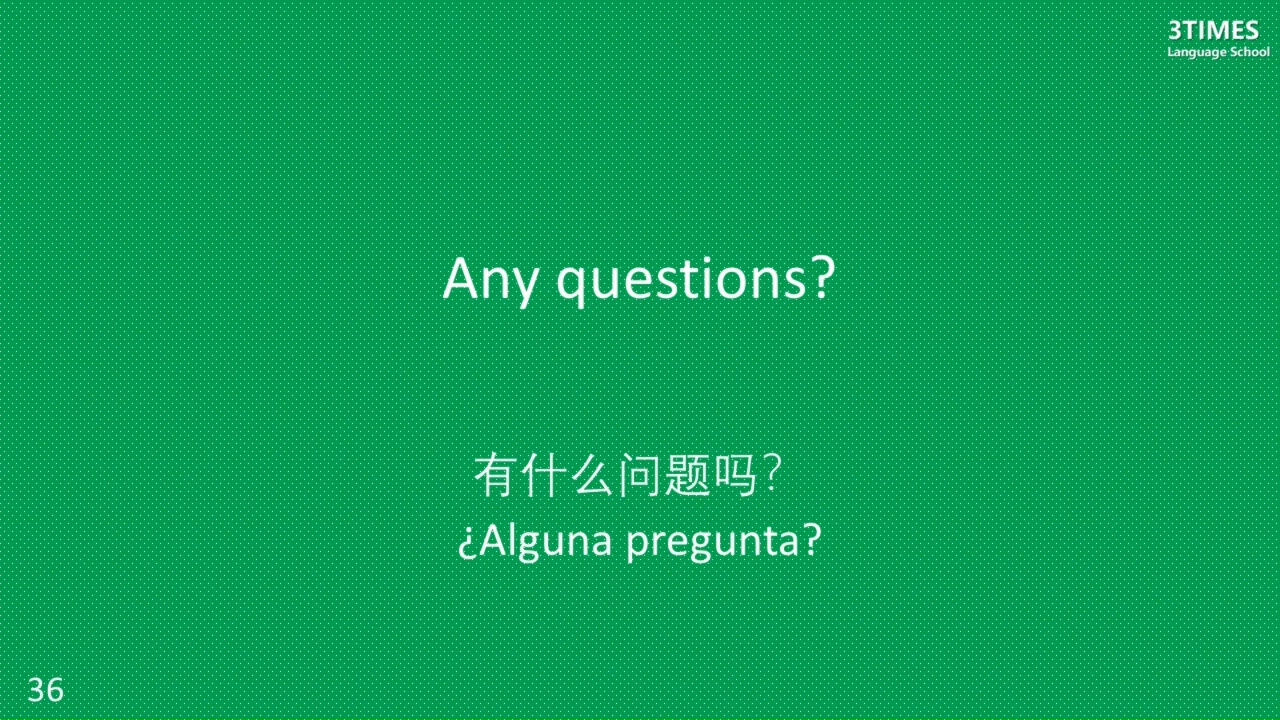 3TIMES
Language School
Any questions?
有什么问题吗?
¿Alguna pregunta?
36